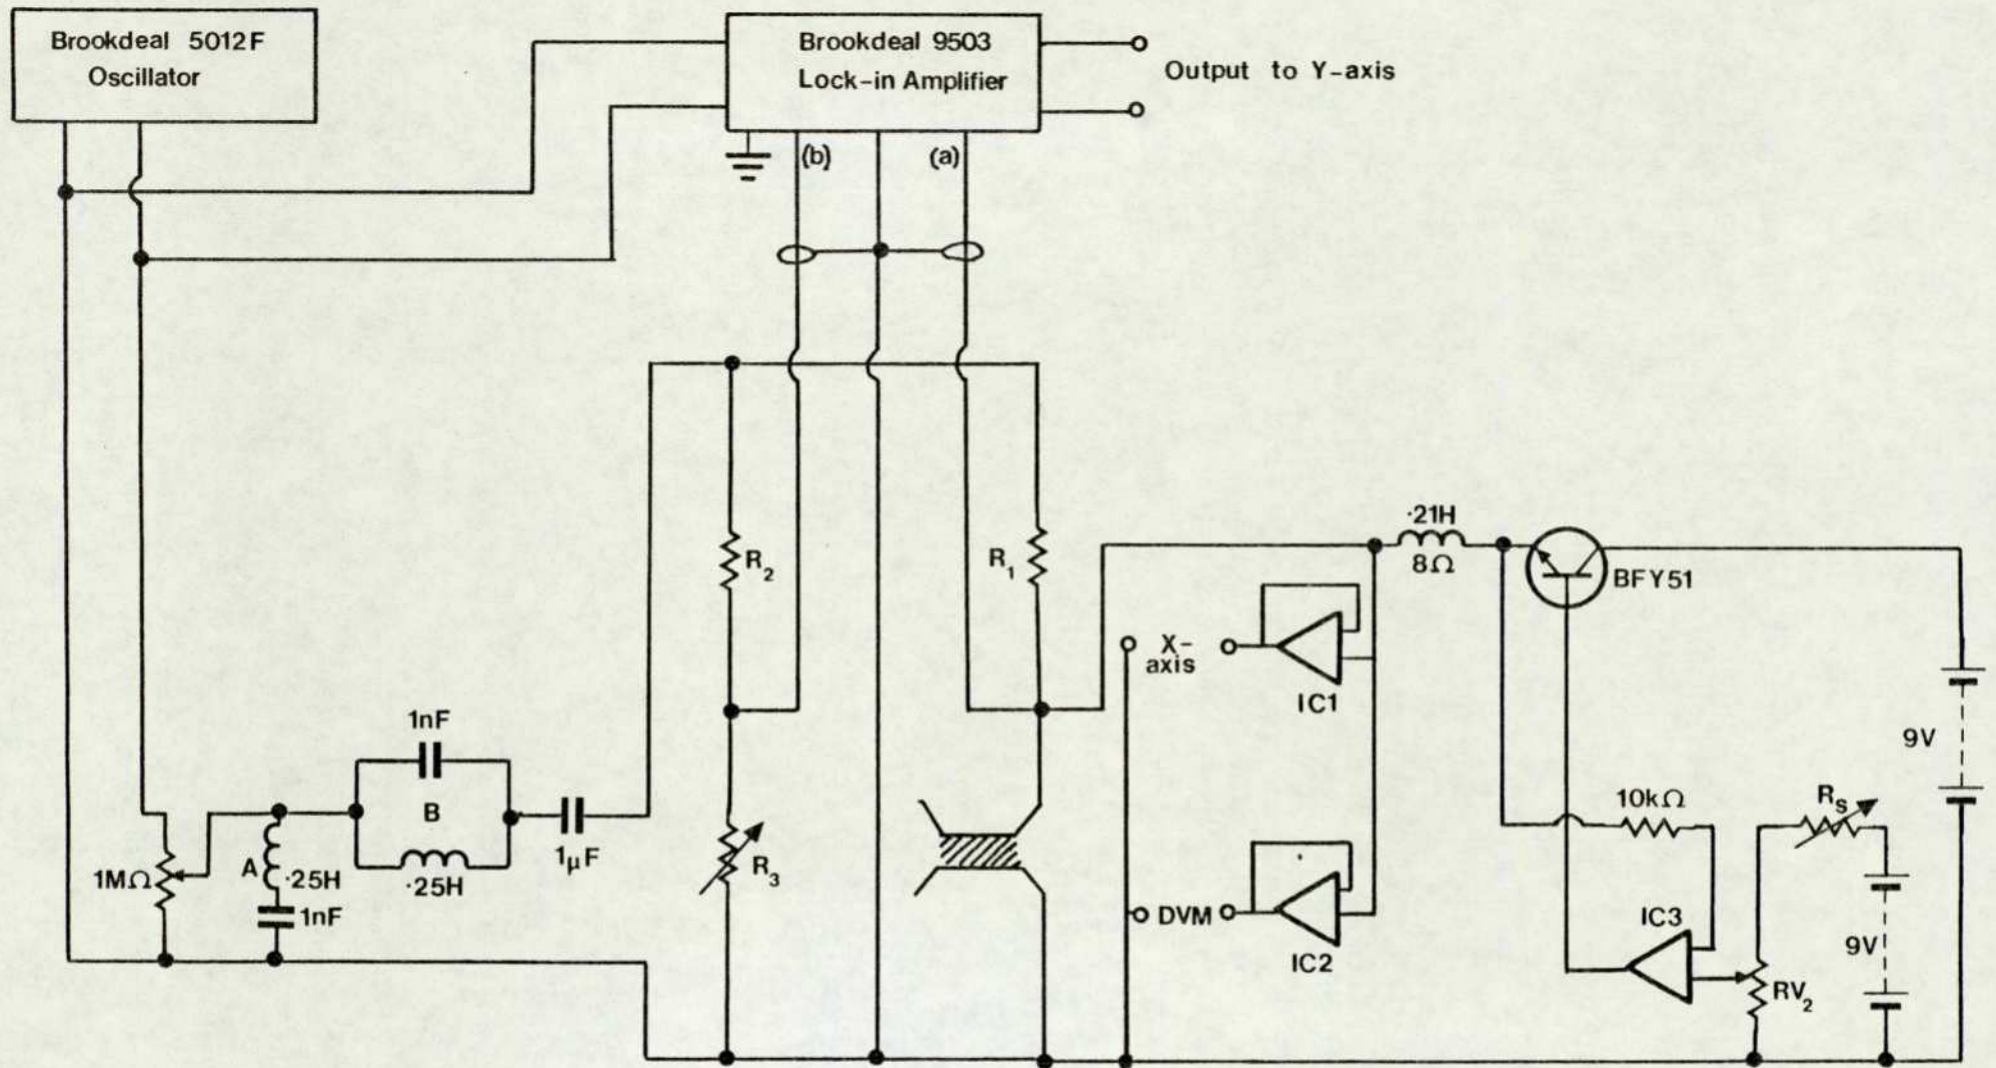 Brookdeal 5012F
Oscillator
Brookdeal 9503
Lock-in Amplifier
Output to Y-axis
(b)
(a)
R2
R1
·21H
8Ω
BFY51
X-
axis
IC1
1nF
B
1μF
·25H
1MΩ
A
·25H
1nF
R3
DVM
IC2
10kΩ
RS
9V
IC3
9V
RV2